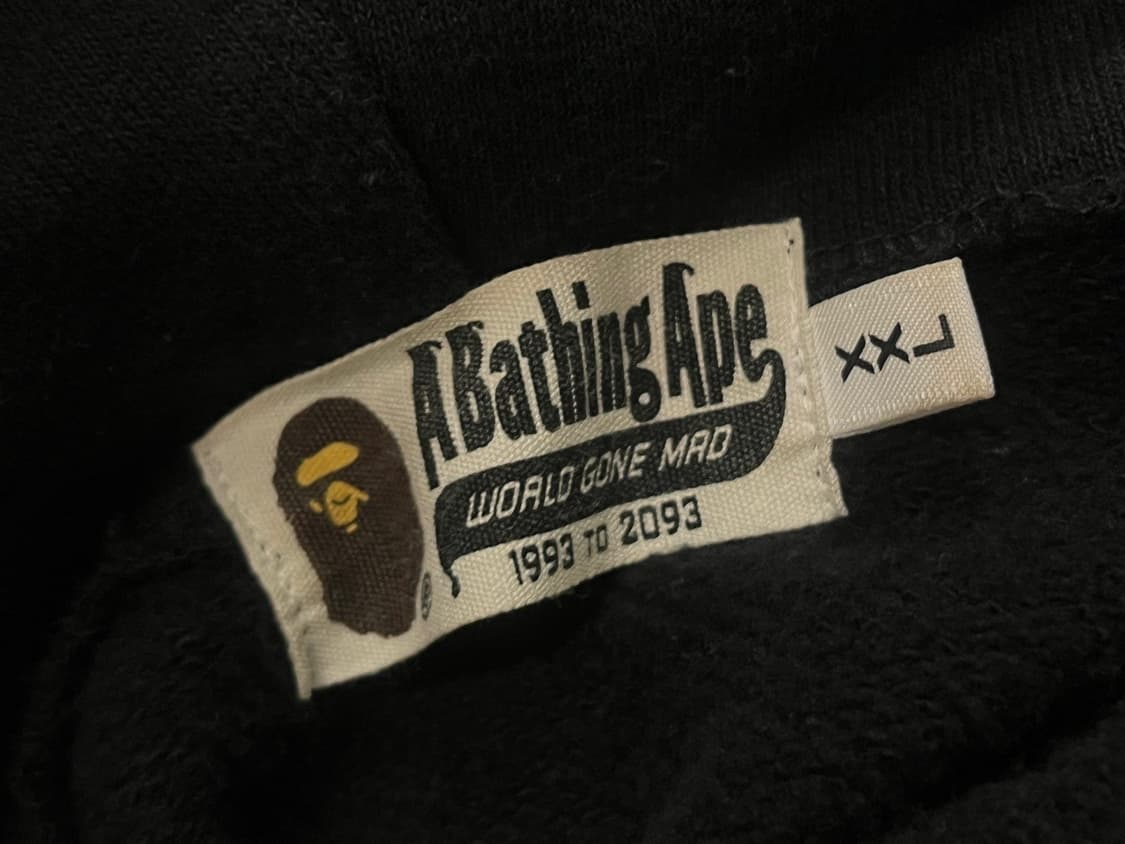 A Bathing Ape
WORLD GONE MAD
1993 TO 2093
®
XXL